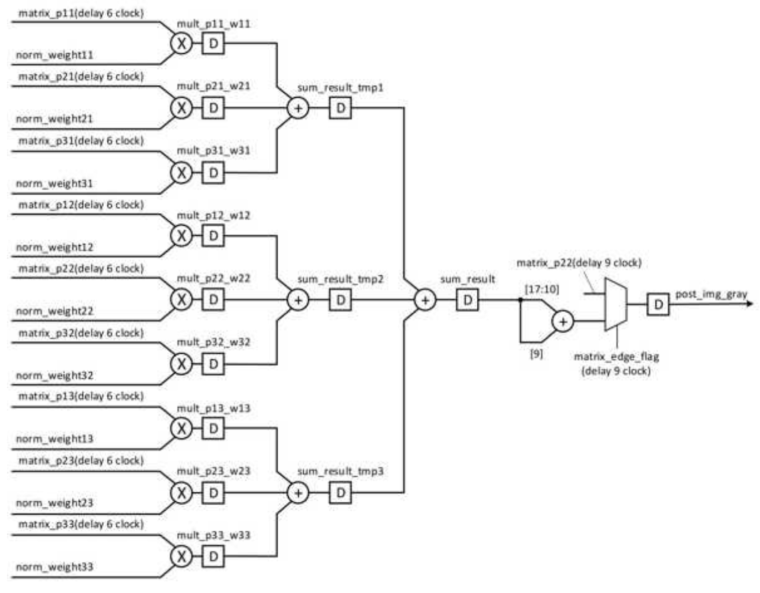 matrix_p11(delay 6 clock)
mult_p11_w11
X
D
norm_weight11
matrix_p21(delay 6 clock)
mult_p21_w21
sum_result_tmp1
X
D
+
D
norm_weight21
matrix_p31(delay 6 clock)
mult_p31_w31
X
D
norm_weight31
matrix_p12(delay 6 clock)
mult_p12_w12
X
D
norm_weight12
matrix_p22(delay 6 clock)
mult_p22_w22
sum_result_tmp2
X
D
+
D
norm_weight22
matrix_p32(delay 6 clock)
mult_p32_w32
X
D
norm_weight32
matrix_p13(delay 6 clock)
mult_p13_w13
X
D
norm_weight13
matrix_p23(delay 6 clock)
mult_p23_w23
sum_result_tmp3
X
D
+
D
norm_weight23
matrix_p33(delay 6 clock)
mult_p33_w33
X
D
norm_weight33
sum_result
+
D
[17:10]
+
[9]
matrix_p22(delay 9 clock)
matrix_edge_flag
(delay 9 clock)
D
post_img_gray